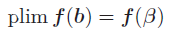 plim f(b) = f(β)